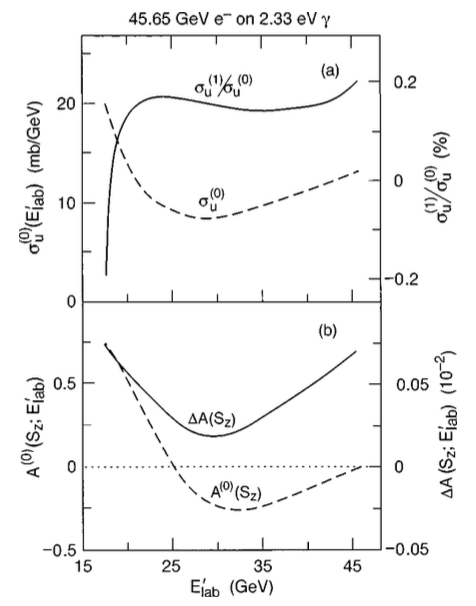 45.65 GeV e⁻ on 2.33 eV γ
(a)
σᵤ⁽¹⁾/σᵤ⁽⁰⁾
σᵤ⁽⁰⁾
σᵤ⁽⁰⁾(E′lab) (mb/GeV)
20
10
0
σᵤ⁽¹⁾/σᵤ⁽⁰⁾ (%)
0.2
0
−0.2
(b)
ΔA(Sz)
A⁽⁰⁾(Sz)
A⁽⁰⁾(Sz; E′lab)
0.5
0
−0.5
ΔA (Sz; E′lab) (10⁻²)
0.05
0
−0.05
15 25 35 45
E′lab (GeV)